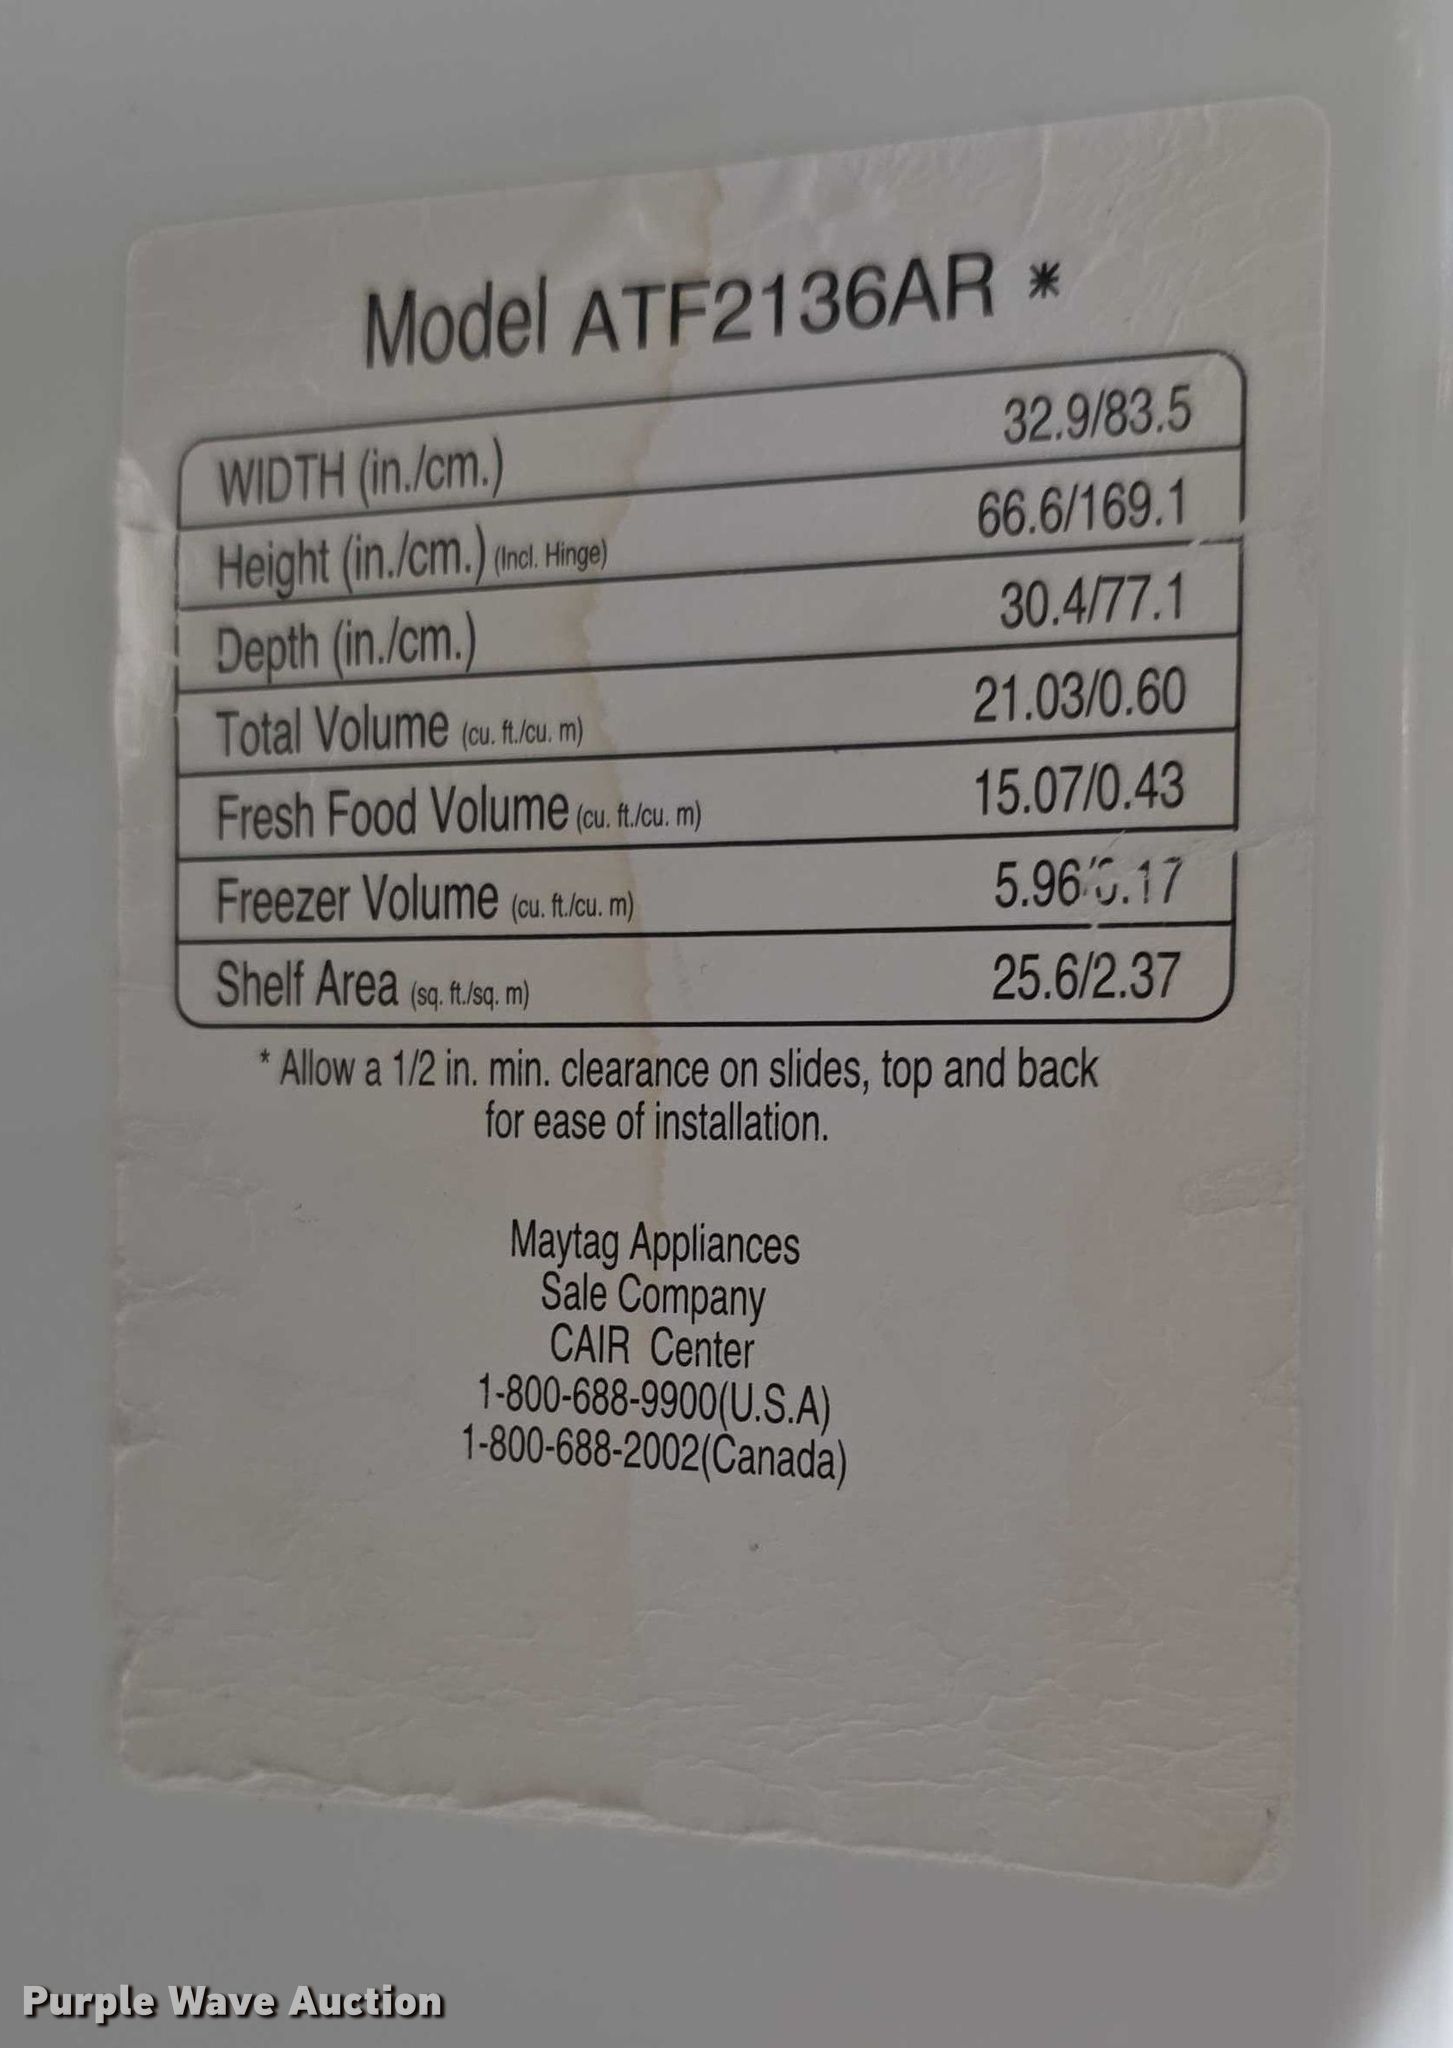 Model ATF2136AR *
WIDTH (in./cm.) 32.9/83.5
Height (in./cm.) (Incl. Hinge) 66.6/169.1
Depth (in./cm.) 30.4/77.1
Total Volume (cu. ft./cu. m) 21.03/0.60
Fresh Food Volume (cu. ft./cu. m) 15.07/0.43
Freezer Volume (cu. ft./cu. m) 5.96/0.17
Shelf Area (sq. ft./sq. m) 25.6/2.37
* Allow a 1/2 in. min. clearance on slides, top and back
for ease of installation.
Maytag Appliances
Sale Company
CAIR Center
1-800-688-9900(U.S.A)
1-800-688-2002(Canada)
Purple Wave Auction